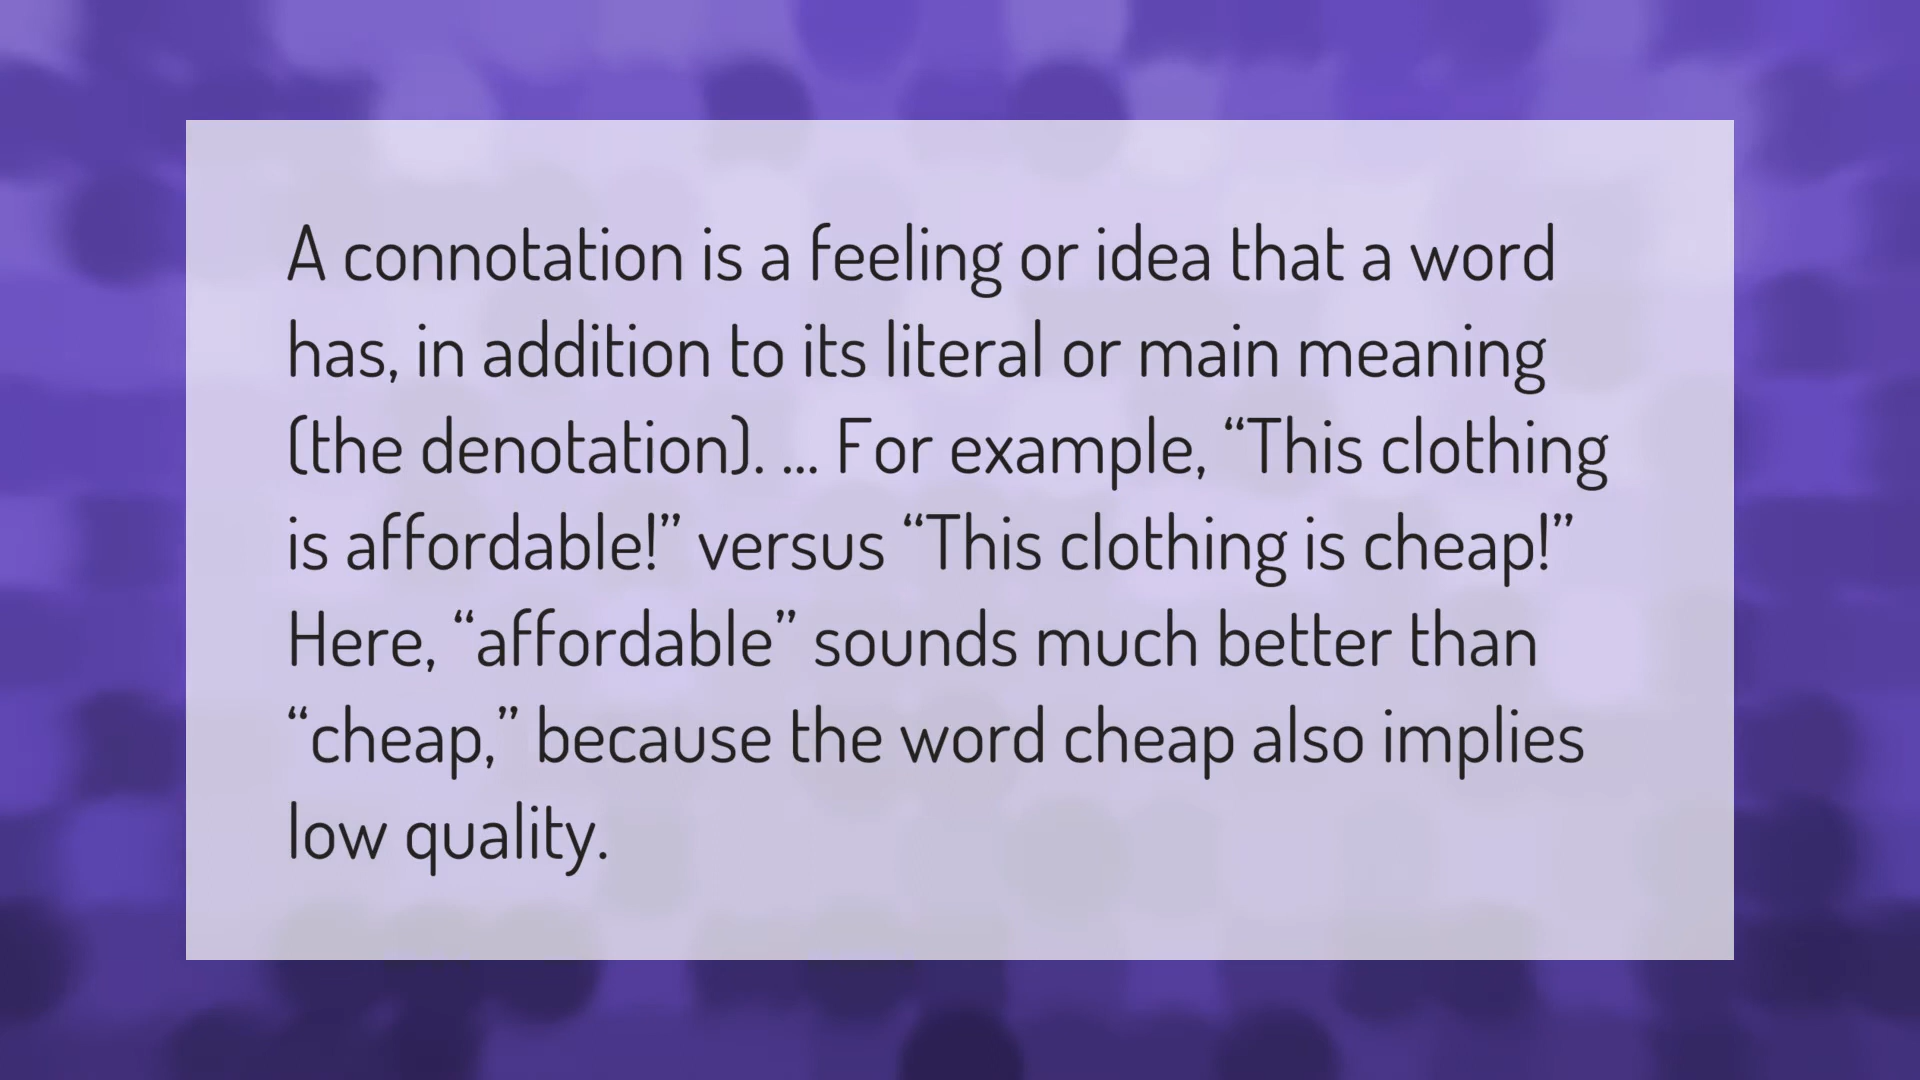 A connotation is a feeling or idea that a word
has, in addition to its literal or main meaning
(the denotation). ... For example, “This clothing
is affordable!” versus “This clothing is cheap!”
Here, “affordable” sounds much better than
“cheap,” because the word cheap also implies
low quality.